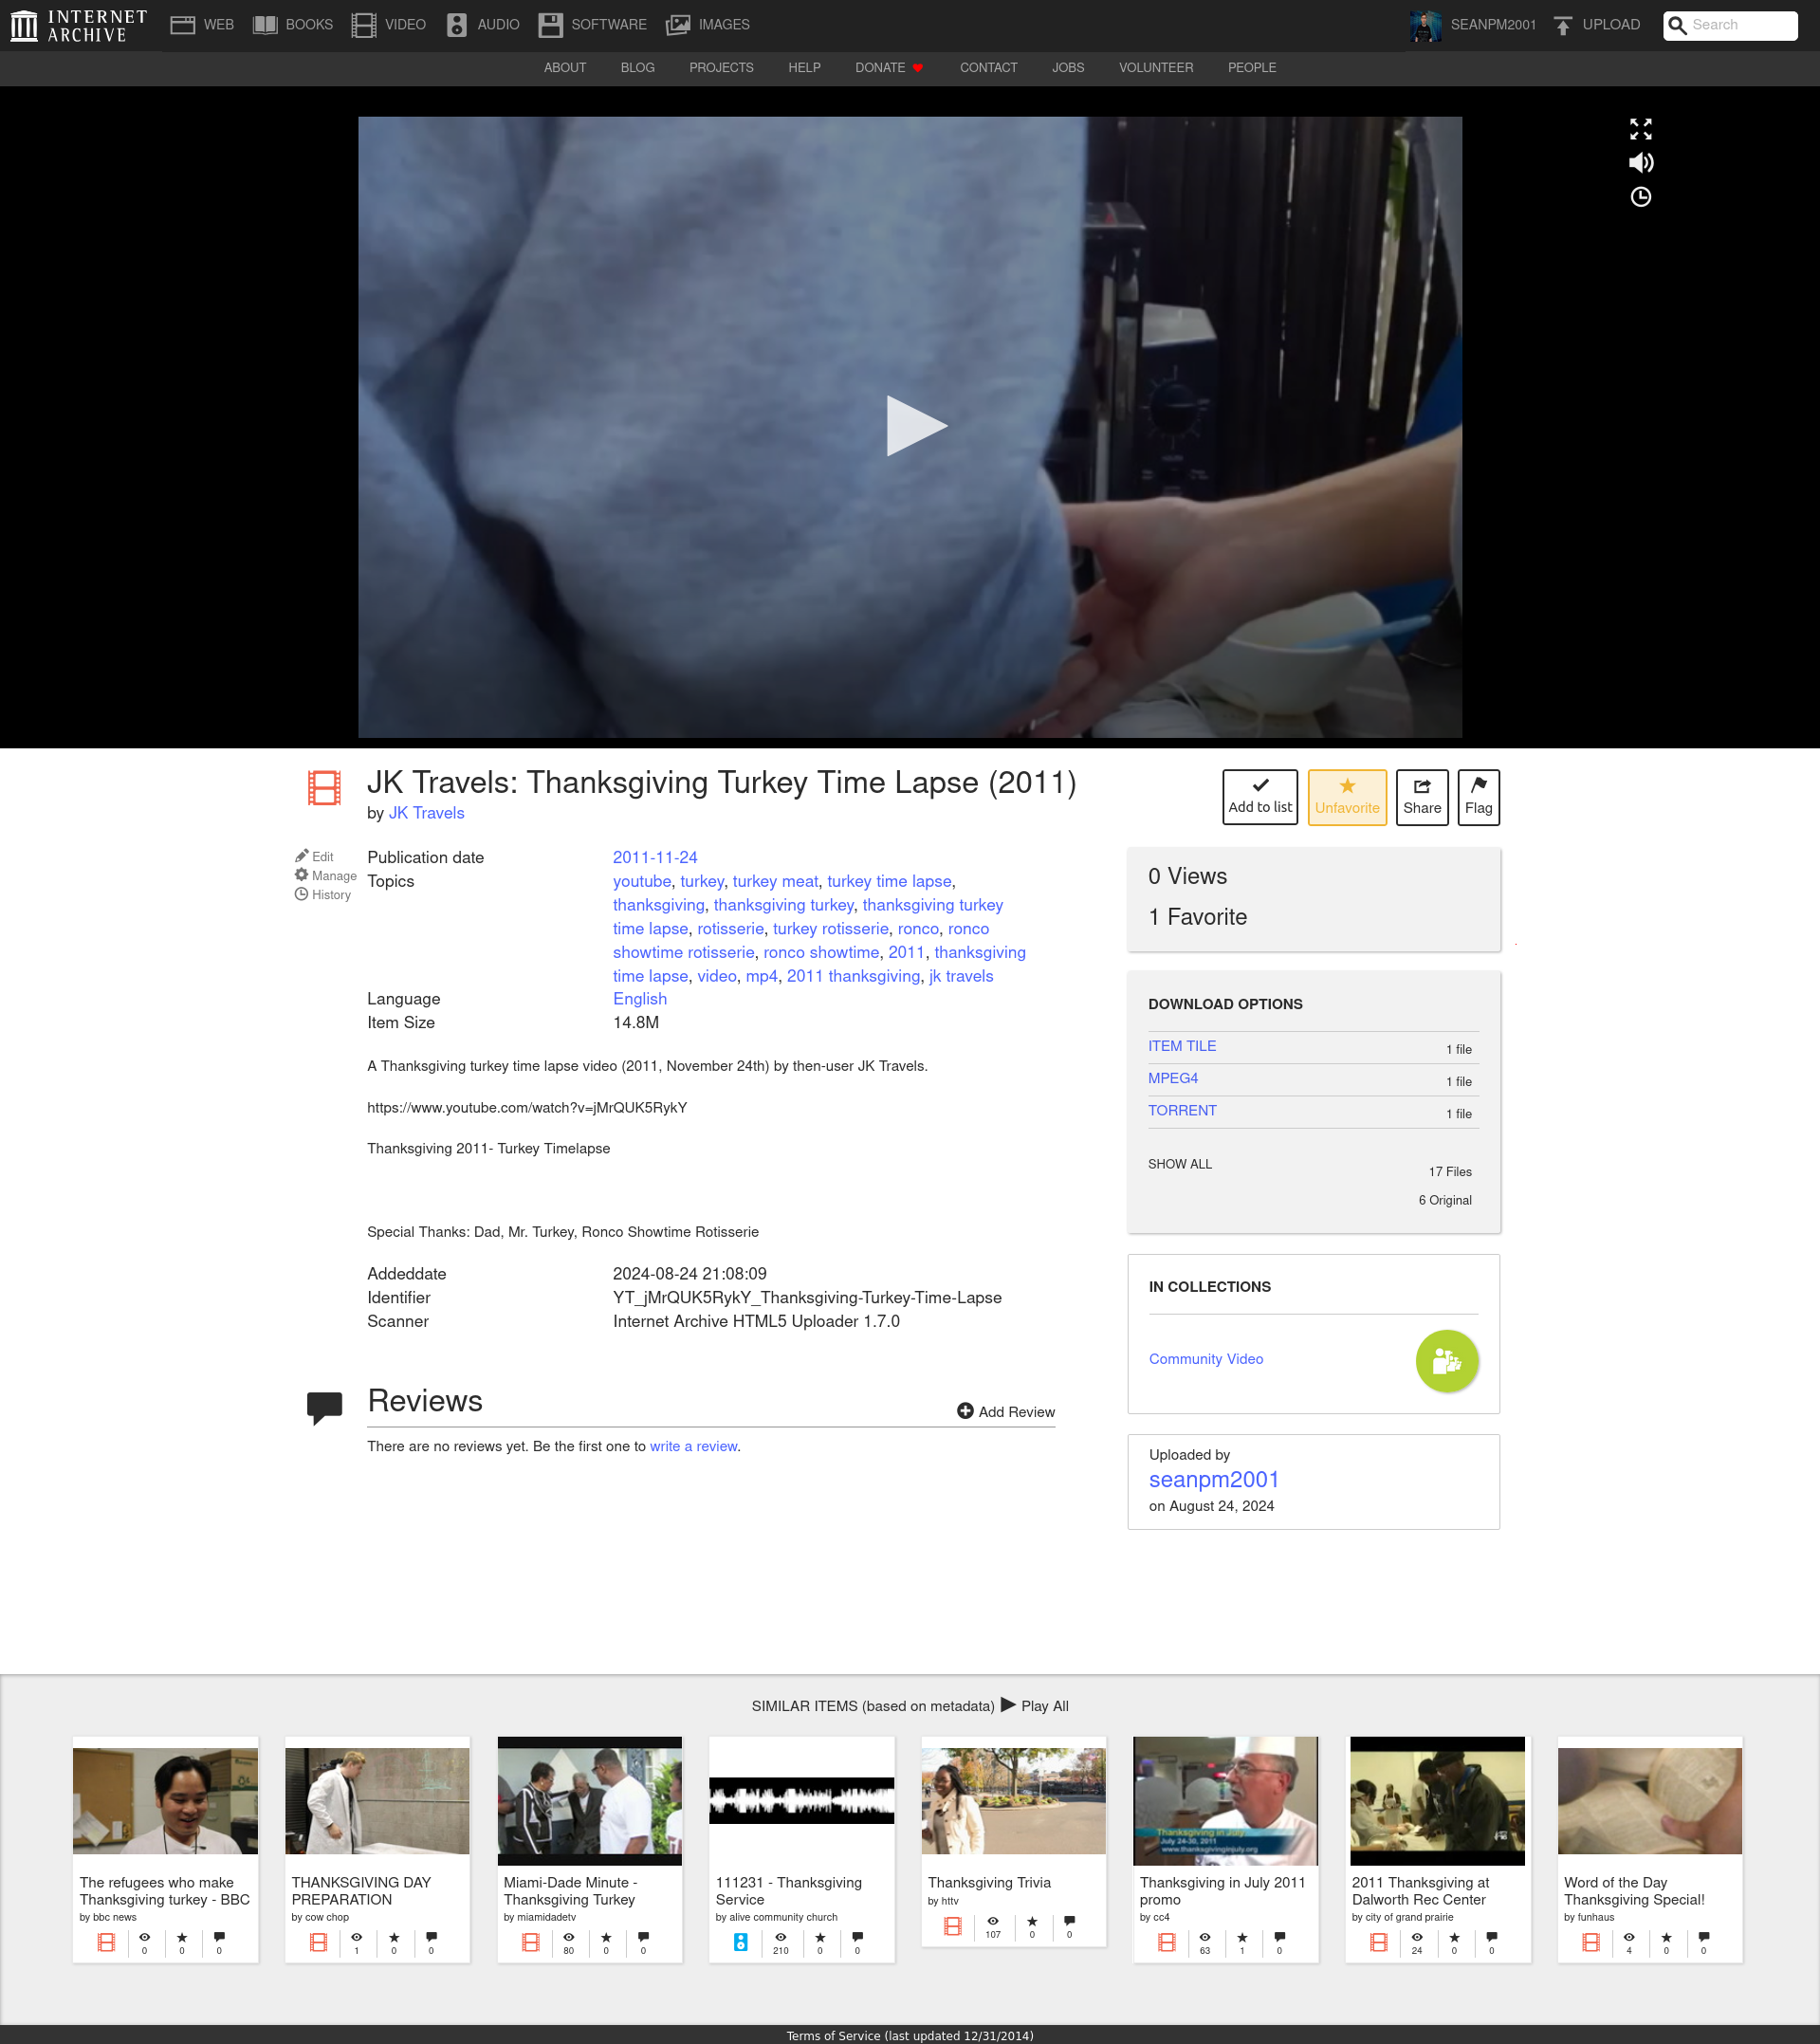 INTERNET ARCHIVE
WEB
BOOKS
VIDEO
AUDIO
SOFTWARE
IMAGES
SEANPM2001
UPLOAD
Search
ABOUT
BLOG
PROJECTS
HELP
DONATE
CONTACT
JOBS
VOLUNTEER
PEOPLE
JK Travels: Thanksgiving Turkey Time Lapse (2011)
by JK Travels
Add to list
Unfavorite
Share
Flag
Edit
Manage
History
Publication date 2011-11-24
Topics youtube, turkey, turkey meat, turkey time lapse,
thanksgiving, thanksgiving turkey, thanksgiving turkey
time lapse, rotisserie, turkey rotisserie, ronco, ronco
showtime rotisserie, ronco showtime, 2011, thanksgiving
time lapse, video, mp4, 2011 thanksgiving, jk travels
Language English
Item Size 14.8M
A Thanksgiving turkey time lapse video (2011, November 24th) by then-user JK Travels.
https://www.youtube.com/watch?v=jMrQUK5RykY
Thanksgiving 2011- Turkey Timelapse
Special Thanks: Dad, Mr. Turkey, Ronco Showtime Rotisserie
Addeddate 2024-08-24 21:08:09
Identifier YT_jMrQUK5RykY_Thanksgiving-Turkey-Time-Lapse
Scanner Internet Archive HTML5 Uploader 1.7.0
Reviews
Add Review
There are no reviews yet. Be the first one to write a review.
0 Views
1 Favorite
DOWNLOAD OPTIONS
ITEM TILE 1 file
MPEG4 1 file
TORRENT 1 file
SHOW ALL 17 Files
6 Original
IN COLLECTIONS
Community Video
Uploaded by
seanpm2001
on August 24, 2024
SIMILAR ITEMS (based on metadata) Play All
The refugees who make
Thanksgiving turkey - BBC
by bbc news
0 0 0
THANKSGIVING DAY
PREPARATION
by cow chop
1 0 0
Miami-Dade Minute -
Thanksgiving Turkey
by miamidadetv
80 0 0
111231 - Thanksgiving
Service
by alive community church
210 0 0
Thanksgiving Trivia
by httv
107 0 0
Thanksgiving in July
July 24-30, 2011
www.thanksgivinginjuly.org
Thanksgiving in July 2011
promo
by cc4
63 1 0
2011 Thanksgiving at
Dalworth Rec Center
by city of grand prairie
24 0 0
Word of the Day
Thanksgiving Special!
by funhaus
4 0 0
Terms of Service (last updated 12/31/2014)